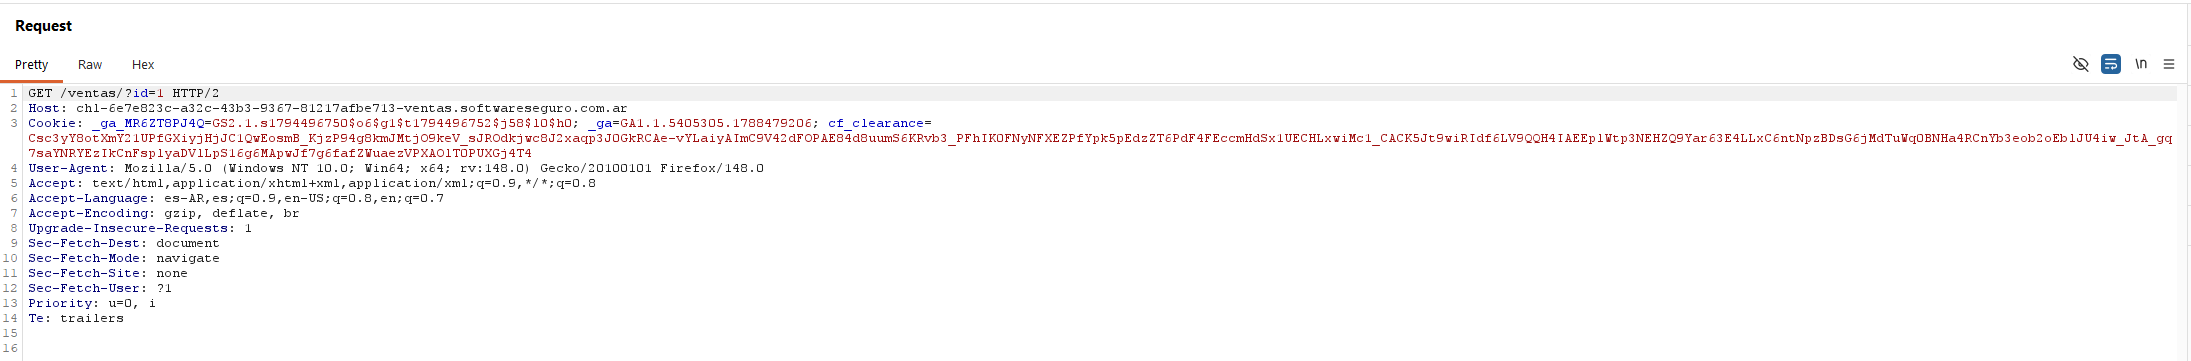 Request
Pretty Raw Hex
\n
1 GET /ventas/?id=1 HTTP/2
2 Host: chl-6e7e823c-a32c-43b3-9367-81217afbe713-ventas.softwareseguro.com.ar
3 Cookie: _ga_MR6ZT8PJ4Q=GS2.1.s1794496750$o6$g1$t1794496752$j58$l0$h0; _ga=GA1.1.5405305.1788479206; cf_clearance=
Csc3yY8otXmY21UPfGXiyjHjJC1QwEosmB_KjzP94g8kmJMtjO9keV_sJPOdkjwc8J2xaqp3JOGkRCAe-vYLaiyAImC9V42dFOPAE84d8uumS6KRvb3_PFhIKOFNyNFXEZPfYpk5pEdzZT6PdF4FEccmHdSx1UECHLxwiMc1_CACK5Jt9wiRIdf6LV9QQH4IAEEplWtp3NEHZQ9Yar63E4LLxC6ntNpzBDsG6jMdTuWq0BNHa4RCnYb3eob2oEblJU4iw_JtA_gq
7saYNRYEzIkCnFsplyaDVlLpS16g6MApwJf7g6fafZWuaezVPXAO1T0PUXGj4T4
4 User-Agent: Mozilla/5.0 (Windows NT 10.0; Win64; x64; rv:148.0) Gecko/20100101 Firefox/148.0
5 Accept: text/html,application/xhtml+xml,application/xml;q=0.9,*/*;q=0.8
6 Accept-Language: es-AR,es;q=0.9,en-US;q=0.8,en;q=0.7
7 Accept-Encoding: gzip, deflate, br
8 Upgrade-Insecure-Requests: 1
9 Sec-Fetch-Dest: document
10 Sec-Fetch-Mode: navigate
11 Sec-Fetch-Site: none
12 Sec-Fetch-User: ?1
13 Priority: u=0, i
14 Te: trailers
15
16